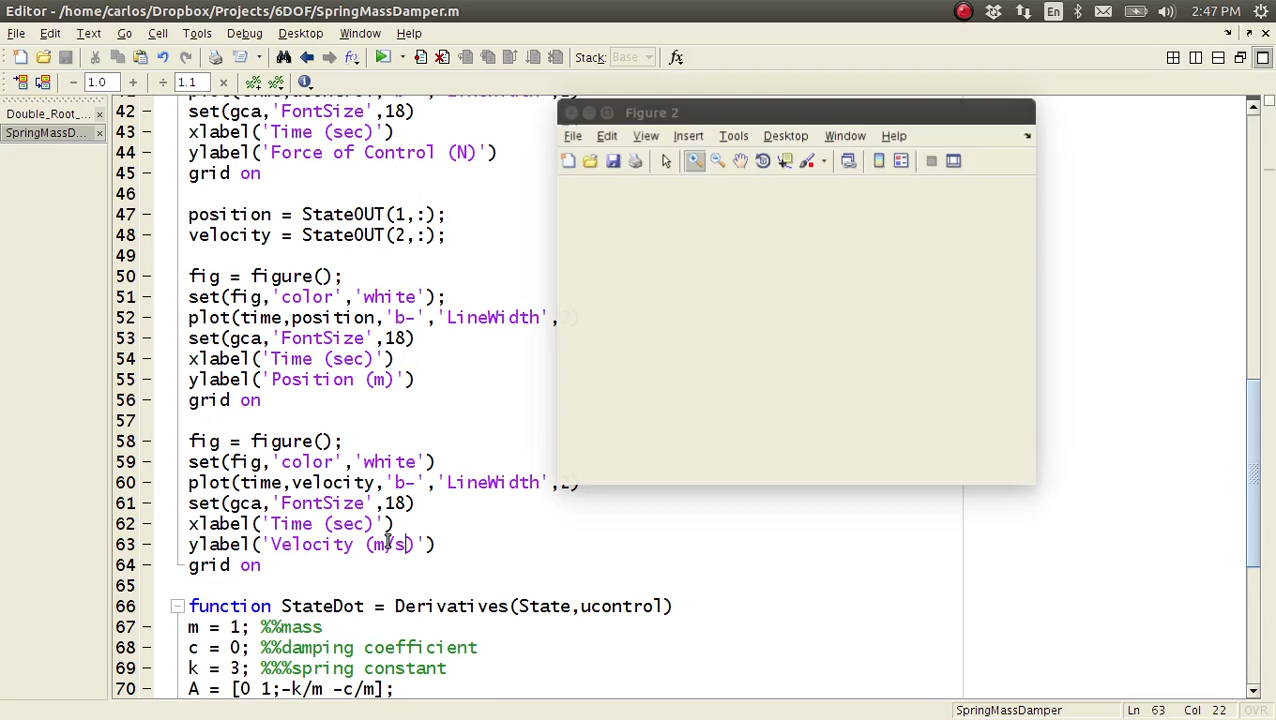 Editor - /home/carlos/Dropbox/Projects/6DOF/SpringMassDamper.m
En
2:47 PM
File Edit Text Go Cell Tools Debug Desktop Window Help
Stack: Base
fx
1.0
1.1
Double_Root_...
SpringMassD...
42 set(gca,'FontSize',18)
43 xlabel('Time (sec)')
44 ylabel('Force of Control (N)')
45 grid on
46
47 position = StateOUT(1,:);
48 velocity = StateOUT(2,:);
49
50 fig = figure();
51 set(fig,'color','white');
52 plot(time,position,'b-','LineWidth',2)
53 set(gca,'FontSize',18)
54 xlabel('Time (sec)')
55 ylabel('Position (m)')
56 grid on
57
58 fig = figure();
59 set(fig,'color','white')
60 plot(time,velocity,'b-','LineWidth',2)
61 set(gca,'FontSize',18)
62 xlabel('Time (sec)')
63 ylabel('Velocity (m/s)')
64 grid on
65
66 function StateDot = Derivatives(State,ucontrol)
67 m = 1; %%mass
68 c = 0; %%damping coefficient
69 k = 3; %%%spring constant
70 A = [0 1;-k/m -c/m];
Figure 2
File Edit View Insert Tools Desktop Window Help
SpringMassDamper
Ln 63 Col 22 OVR